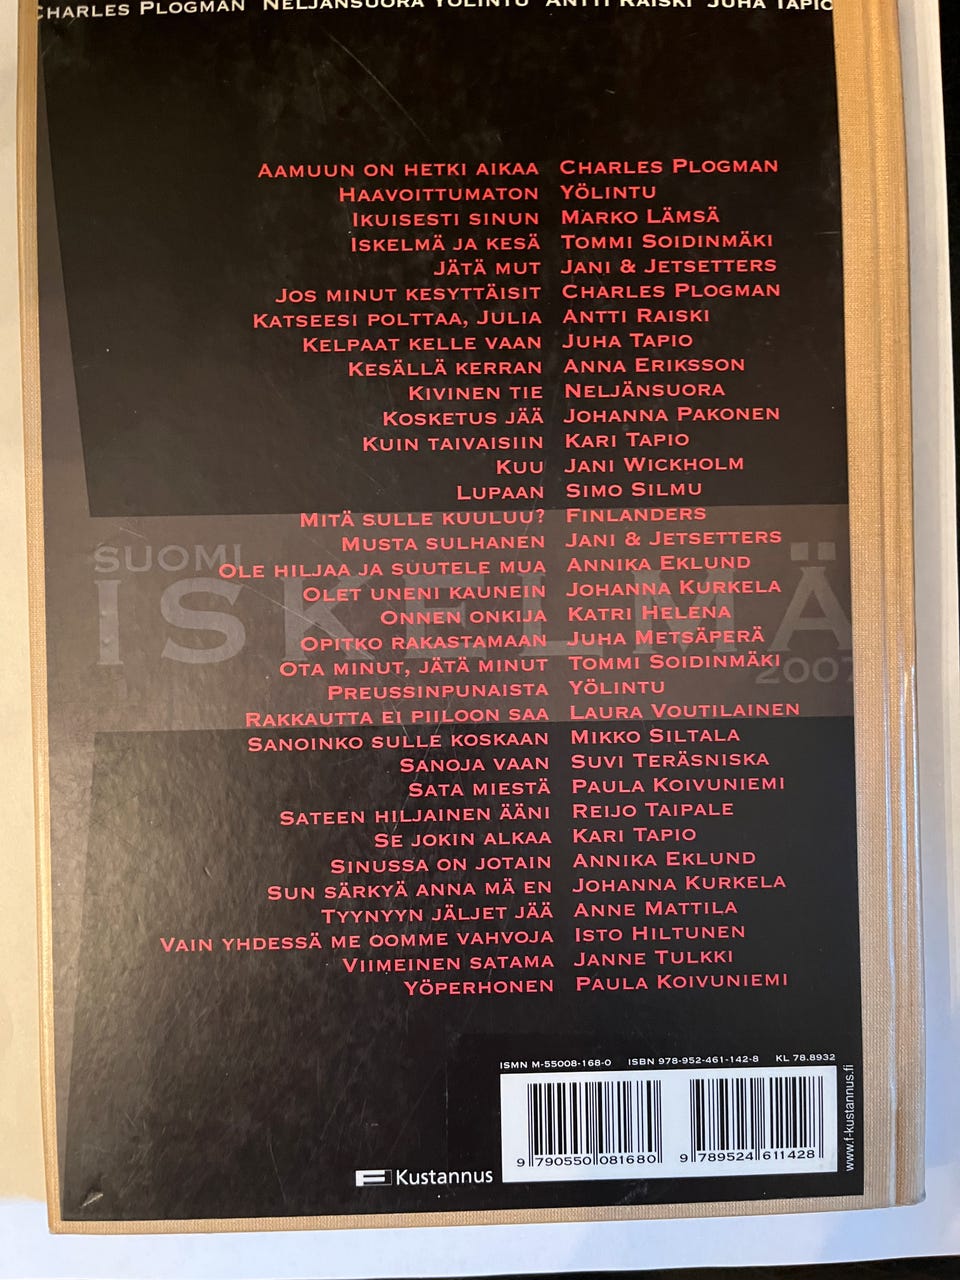 CHARLES PLOGMAN NELJÄNSUORA YÖLINTU ANTTI RAISKI JUHA TAPIO
AAMUUN ON HETKI AIKAA CHARLES PLOGMAN
HAAVOITTUMATON YÖLINTU
IKUISESTI SINUN MARKO LÄMSÄ
ISKELMÄ JA KESÄ TOMMI SOIDINMÄKI
JÄTÄ MUT JANI & JETSETTERS
JOS MINUT KESYTTÄISIT CHARLES PLOGMAN
KATSEESI POLTTAA, JULIA ANTTI RAISKI
KELPAAT KELLE VAAN JUHA TAPIO
KESÄLLÄ KERRAN ANNA ERIKSSON
KIVINEN TIE NELJÄNSUORA
KOSKETUS JÄÄ JOHANNA PAKONEN
KUIN TAIVAISIIN KARI TAPIO
KUU JANI WICKHOLM
LUPAAN SIMO SILMU
MITÄ SULLE KUULUU? FINLANDERS
MUSTA SULHANEN JANI & JETSETTERS
OLE HILJAA JA SUUTELE MUA ANNIKA EKLUND
OLET UNENI KAUNEIN JOHANNA KURKELA
ONNEN ONKIJA KATRI HELENA
OPITKO RAKASTAMAAN JUHA METSÄPERÄ
OTA MINUT, JÄTÄ MINUT TOMMI SOIDINMÄKI
PREUSSINPUNAISTA YÖLINTU
RAKKAUTTA EI PIILOON SAA LAURA VOUTILAINEN
SANOINKO SULLE KOSKAAN MIKKO SILTALA
SANOJA VAAN SUVI TERÄSNISKA
SATA MIESTÄ PAULA KOIVUNIEMI
SATEEN HILJAINEN ÄÄNI REIJO TAIPALE
SE JOKIN ALKAA KARI TAPIO
SINUSSA ON JOTAIN ANNIKA EKLUND
SUN SÄRKYÄ ANNA MÄ EN JOHANNA KURKELA
TYYNYYN JÄLJET JÄÄ ANNE MATTILA
VAIN YHDESSÄ ME OOMME VAHVOJA ISTO HILTUNEN
VIIMEINEN SATAMA JANNE TULKKI
YÖPERHONEN PAULA KOIVUNIEMI
SUOMI
ISKELMÄ
2007
ISMN M-55008-168-0 ISBN 978-952-461-142-8 KL 78.8932
9 790550 081680 9 789524 611428
F Kustannus
www.f-kustannus.fi